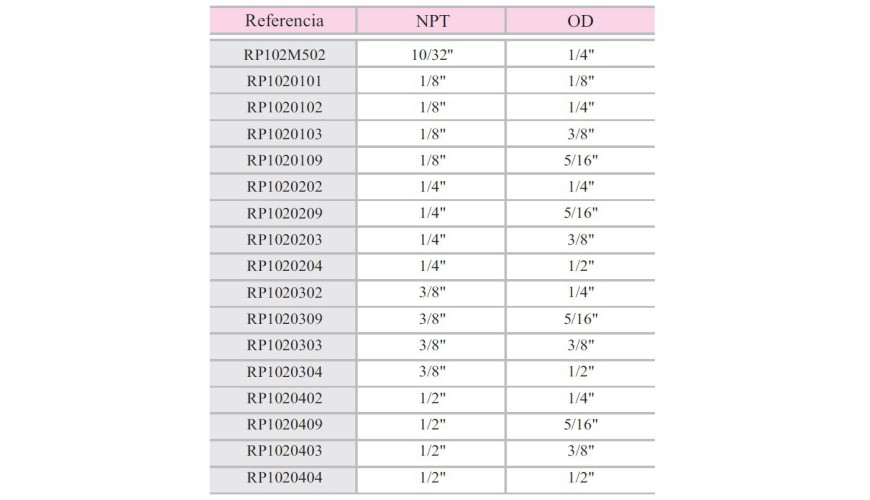 Referencia NPT OD
RP102M502 10/32" 1/4"
RP1020101 1/8" 1/8"
RP1020102 1/8" 1/4"
RP1020103 1/8" 3/8"
RP1020109 1/8" 5/16"
RP1020202 1/4" 1/4"
RP1020209 1/4" 5/16"
RP1020203 1/4" 3/8"
RP1020204 1/4" 1/2"
RP1020302 3/8" 1/4"
RP1020309 3/8" 5/16"
RP1020303 3/8" 3/8"
RP1020304 3/8" 1/2"
RP1020402 1/2" 1/4"
RP1020409 1/2" 5/16"
RP1020403 1/2" 3/8"
RP1020404 1/2" 1/2"